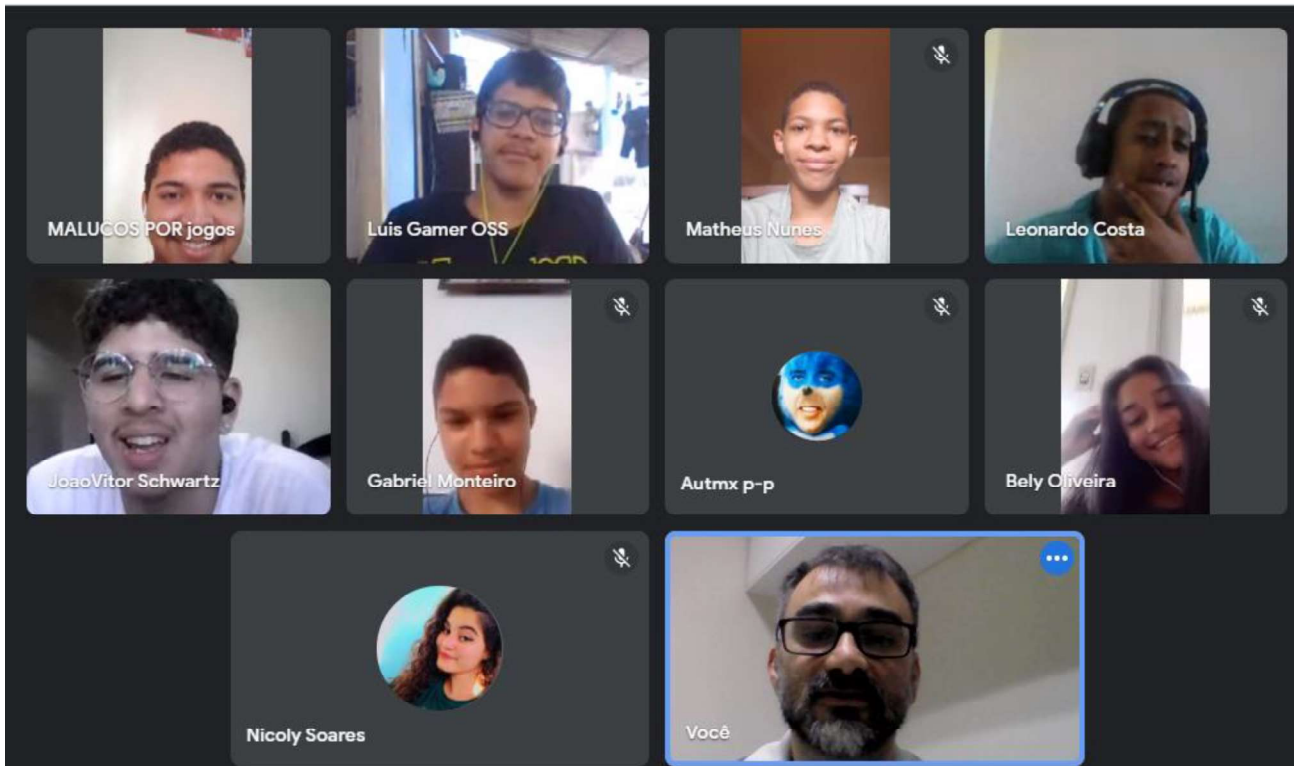 MALUCOS POR jogos
Luis Gamer OSS
Matheus Nunes
Leonardo Costa
JoaoVitor Schwartz
Gabriel Monteiro
Autmx p-p
Bely Oliveira
Nicoly Soares
Você